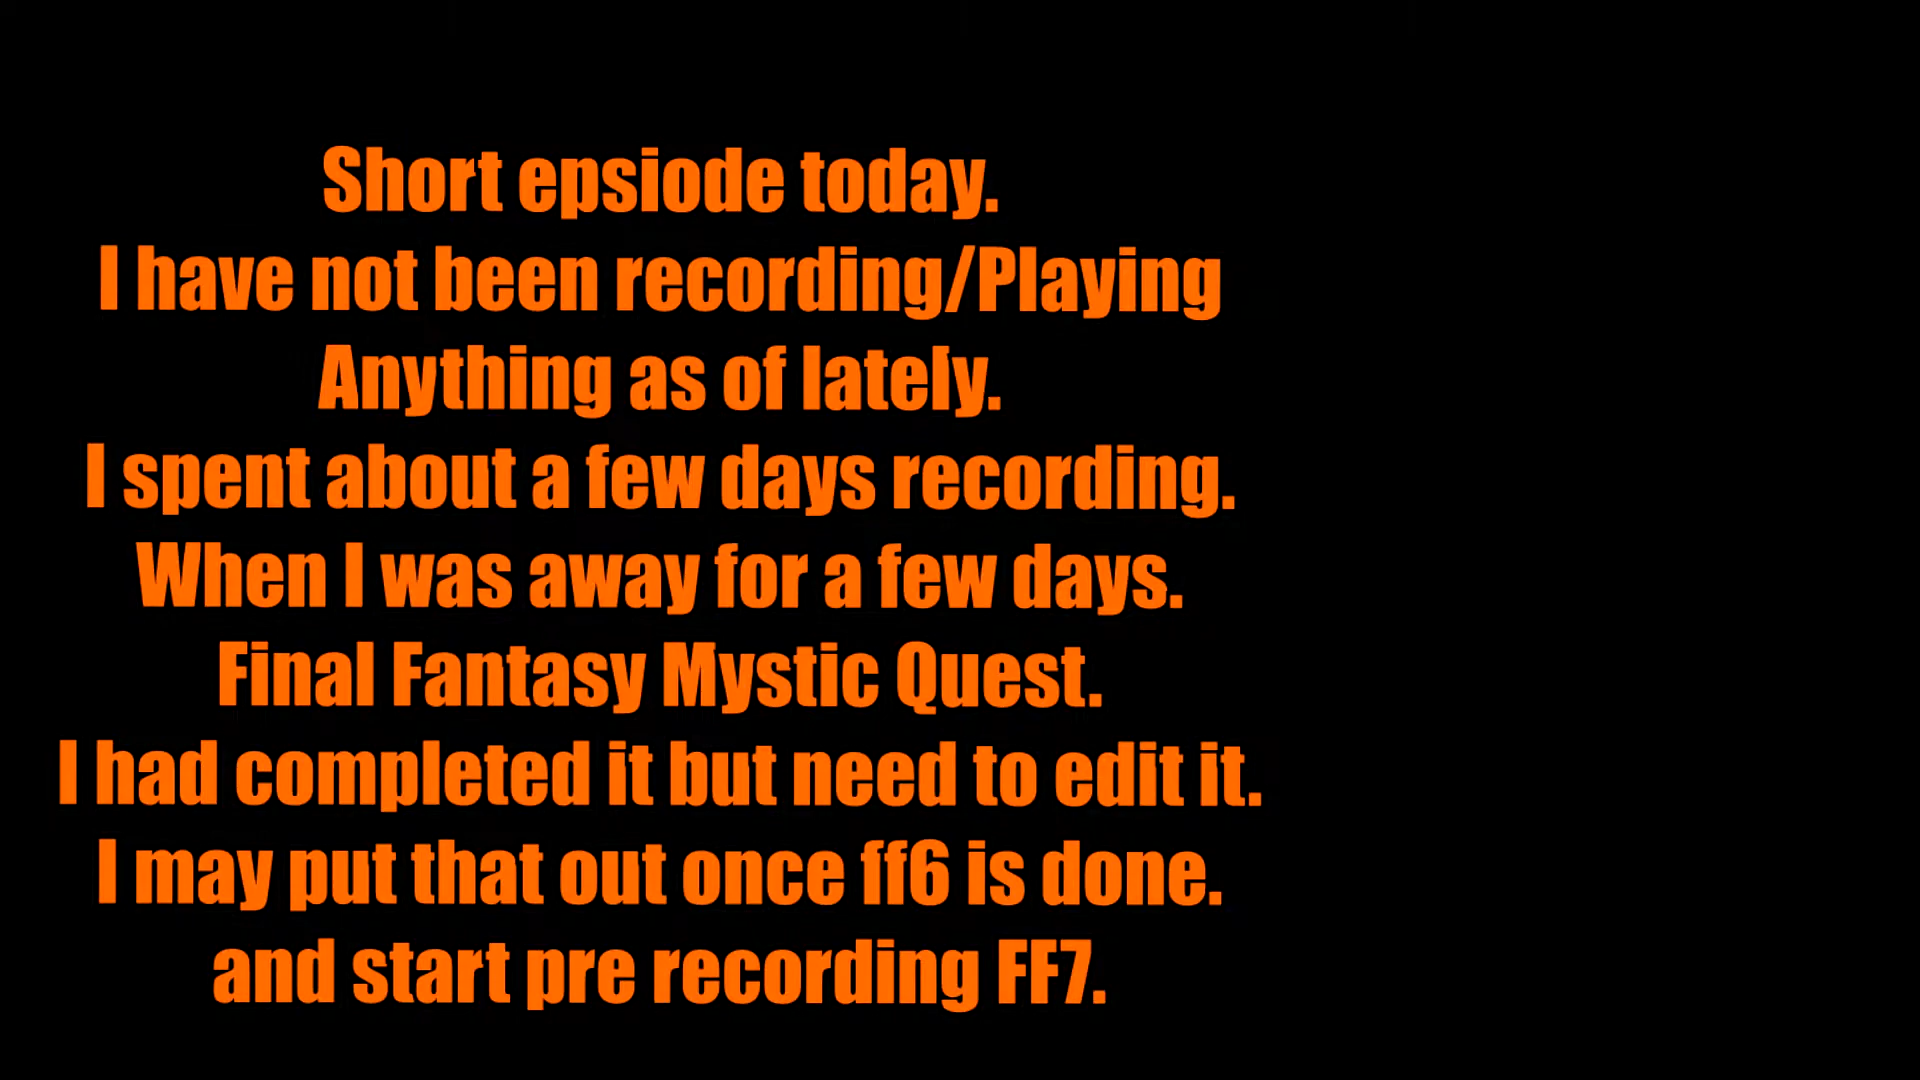 Short epsiode today.
I have not been recording/Playing
Anything as of lately.
I spent about a few days recording.
When I was away for a few days.
Final Fantasy Mystic Quest.
I had completed it but need to edit it.
I may put that out once ff6 is done.
and start pre recording FF7.